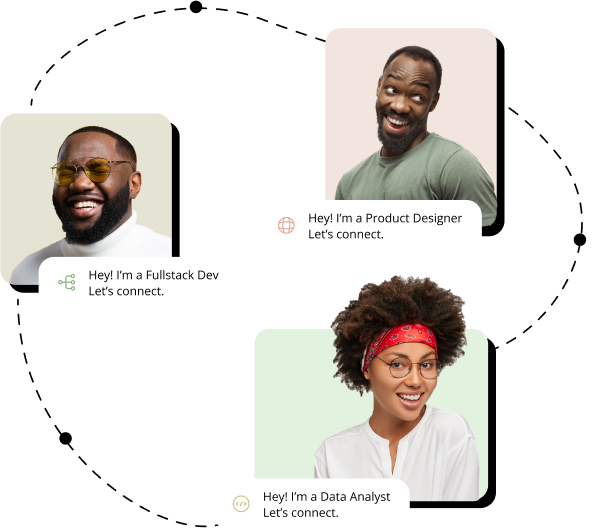 Hey! I'm a Product Designer
Let's connect.
Hey! I'm a Fullstack Dev
Let's connect.
Hey! I'm a Data Analyst
Let's connect.